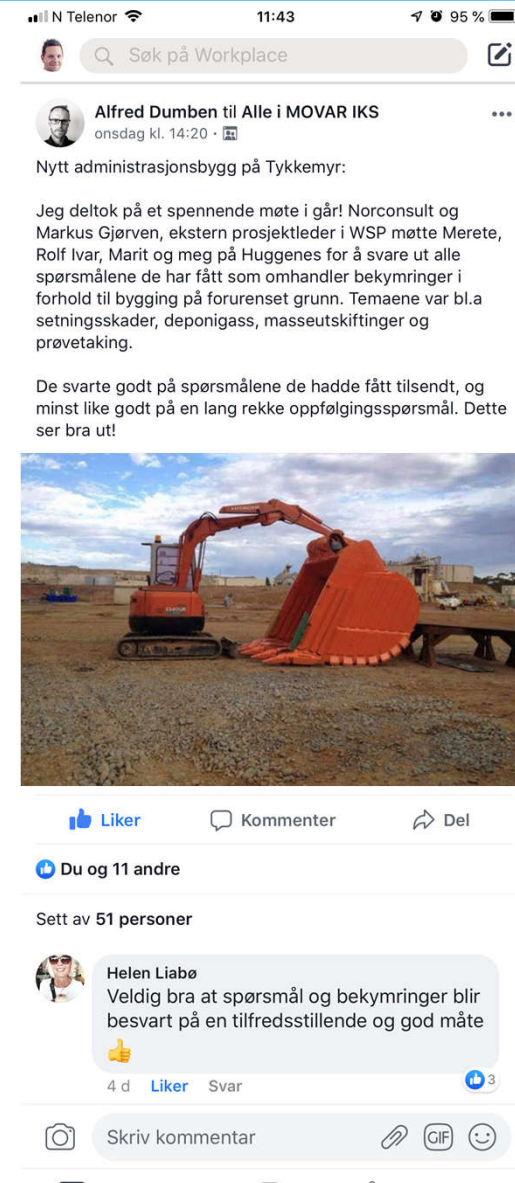 N Telenor 11:43 95 %
Søk på Workplace
Alfred Dumben til Alle i MOVAR IKS
onsdag kl. 14:20 ·
Nytt administrasjonsbygg på Tykkemyr:
Jeg deltok på et spennende møte i går! Norconsult og
Markus Gjørven, ekstern prosjektleder i WSP møtte Merete,
Rolf Ivar, Marit og meg på Huggenes for å svare ut alle
spørsmålene de har fått som omhandler bekymringer i
forhold til bygging på forurenset grunn. Temaene var bl.a
setningsskader, deponigass, masseutskiftinger og
prøvetaking.
De svarte godt på spørsmålene de hadde fått tilsendt, og
minst like godt på en lang rekke oppfølgingsspørsmål. Dette
ser bra ut!
HITACHI
Liker Kommenter Del
Du og 11 andre
Sett av 51 personer
Helen Liabø
Veldig bra at spørsmål og bekymringer blir
besvart på en tilfredsstillende og god måte
👍
4 d Liker Svar 3
Skriv kommentar GIF